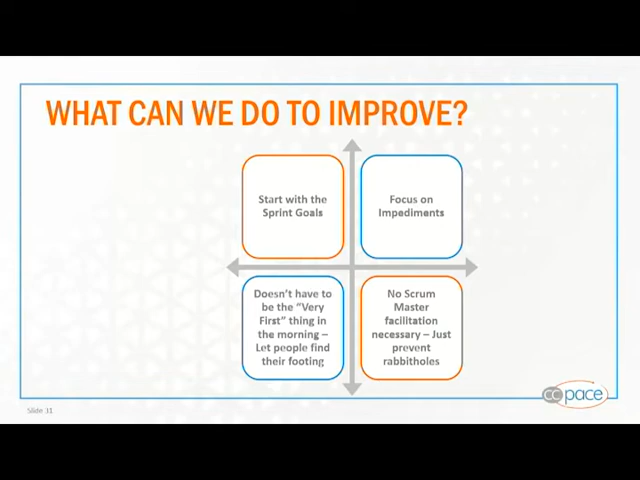 WHAT CAN WE DO TO IMPROVE?
Start with the
Sprint Goals
Focus on
Impediments
Doesn't have to
be the "Very
First" thing in
the morning –
Let people find
their footing
No Scrum
Master
facilitation
necessary – Just
prevent
rabbitholes
Slide 31
ccpace